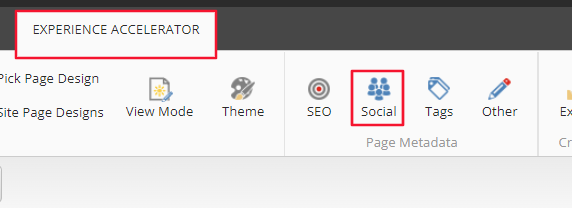 EXPERIENCE ACCELERATOR
Pick Page Design
Site Page Designs
View Mode
Theme
SEO
Social
Tags
Other
Page Metadata